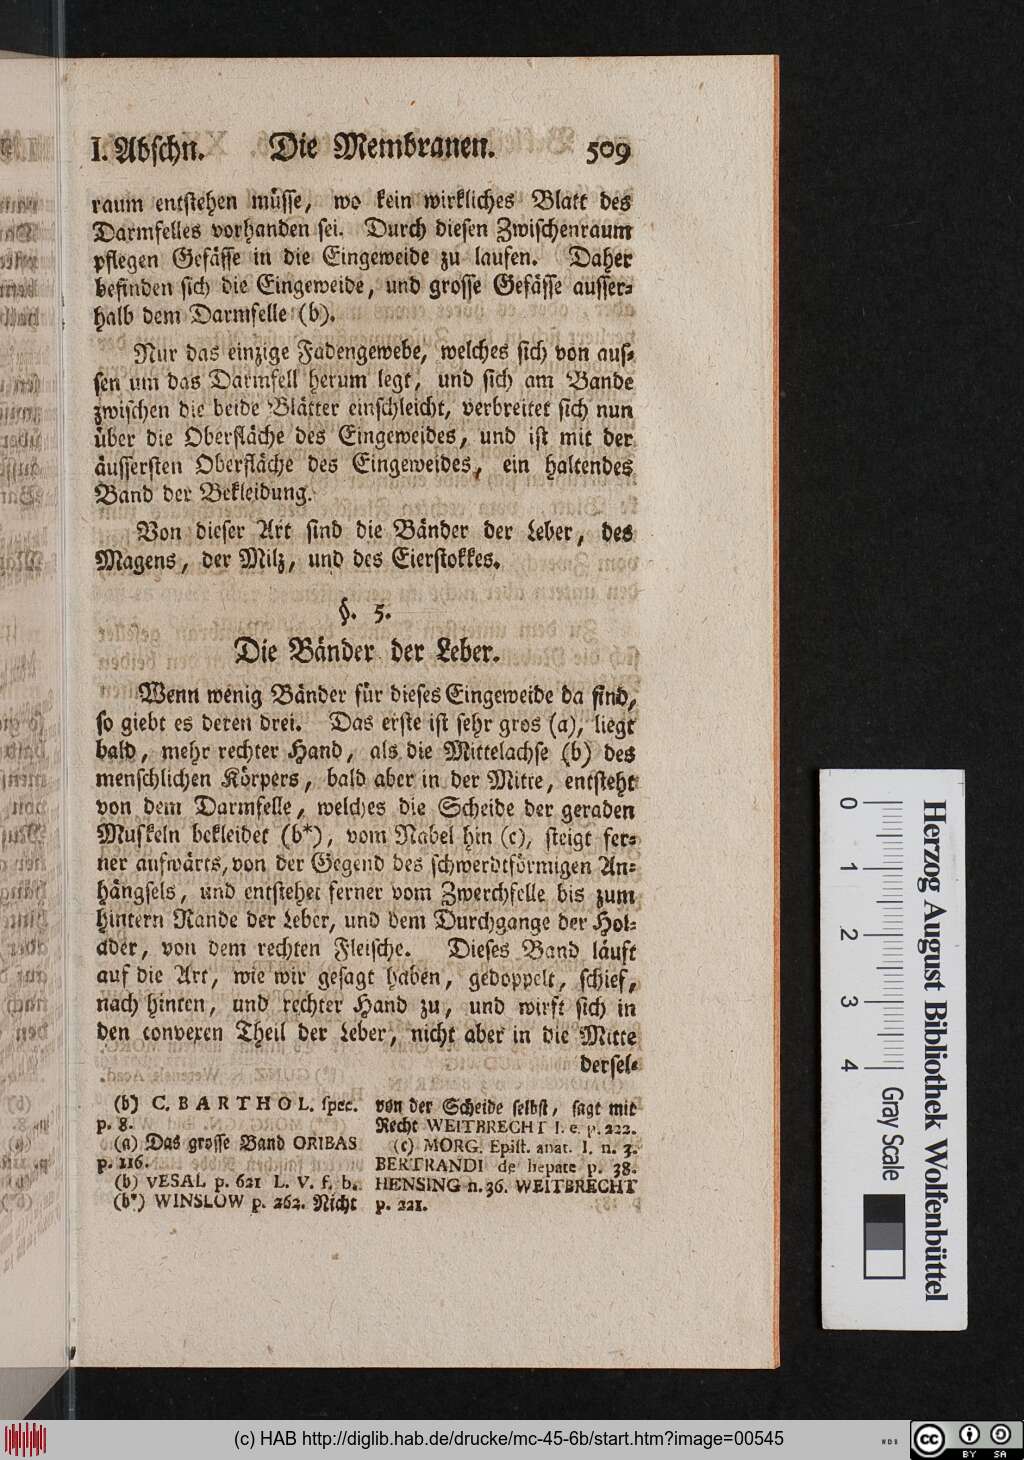 I. Abschn. Die Membranen. 509
raum entstehen müsse, wo kein wirkliches Blatt des
Darmfelles vorhanden sei. Durch diesen Zwischenraum
pflegen Gefässe in die Eingeweide zu laufen. Daher
befinden sich die Eingeweide, und grosse Gefässe ausser-
halb dem Darmfelle (b).
Nur das einzige Fadengewebe, welches sich von aus-
sen um das Darmfell herum legt, und sich am Bande
zwischen die beide Blätter einschleicht, verbreitet sich nun
über die Oberfläche des Eingeweides, und ist mit der
äussersten Oberfläche des Eingeweides, ein haltendes
Band der Bekleidung.
Von dieser Art sind die Bänder der Leber, des
Magens, der Milz, und des Eierstokkes.
§. 5.
Die Bänder der Leber.
Wenn wenig Bänder für dieses Eingeweide da sind,
so giebt es deren drei. Das erste ist sehr gros (a), liegt
bald, mehr rechter Hand, als die Mittelachse (b) des
menschlichen Körpers, bald aber in der Mitte, entsteht
von dem Darmfelle, welches die Scheide der geraden
Muskeln bekleidet (b*), vom Nabel hin (c), steigt fer-
ner aufwärts, von der Gegend des schwerdtförmigen An-
hängsels, und entstehet ferner vom Zwerchfelle bis zum
hintern Rande der Leber, und dem Durchgange der Hol-
ader, von dem rechten Fleische. Dieses Band läuft
auf die Art, wie wir gesagt haben, gedoppelt, schief,
nach hinten, und rechter Hand zu, und wirft sich in
den convexen Theil der Leber, nicht aber in die Mitte
dersel-
(b) C. BARTHOL. spec.
p. 8.
(a) Das grosse Band ORIBAS
p. 116.
(b) VESAL p. 621 L. V. f. b.
(b*) WINSLOW p. 262. Nicht
von der Scheide selbst, sagt mit
Recht WEITBRECHT l. c. p. 222.
(c) MORG. Epist. anat. I. n. 3.
BERTRANDI de hepate p. 38.
HENSING n. 36. WEITBRECHT
p. 221.
0 1 2 3 4
Gray Scale
Herzog August Bibliothek Wolfenbüttel
(c) HAB http://diglib.hab.de/drucke/mc-45-6b/start.htm?image=00545
WDB
cc BY SA